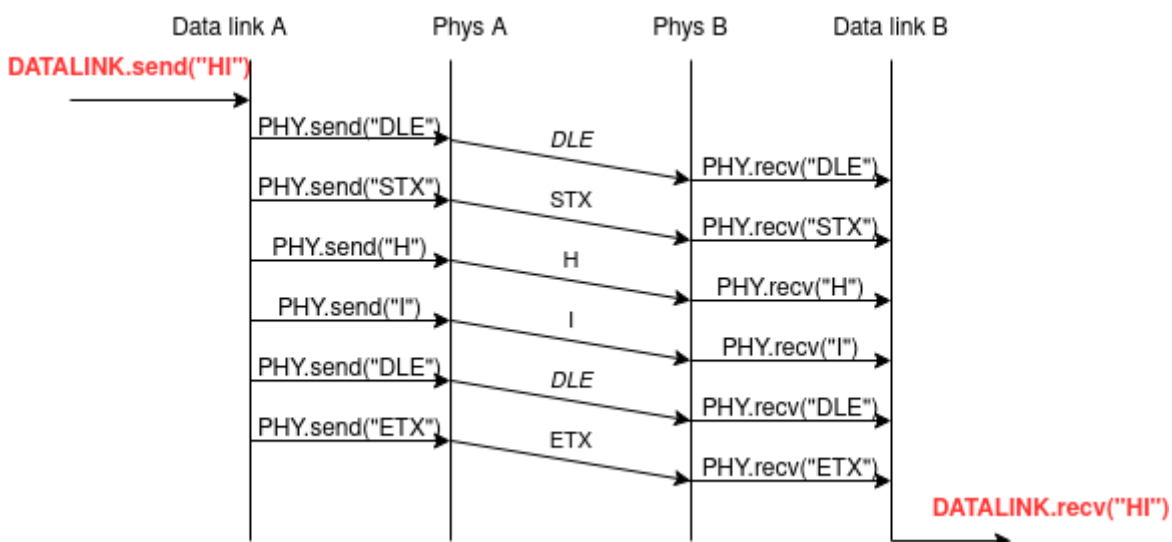 Data link A Phys A Phys B Data link B
DATALINK.send("HI")
PHY.send("DLE") DLE PHY.recv("DLE")
PHY.send("STX") STX PHY.recv("STX")
PHY.send("H") H PHY.recv("H")
PHY.send("I") I PHY.recv("I")
PHY.send("DLE") DLE PHY.recv("DLE")
PHY.send("ETX") ETX PHY.recv("ETX")
DATALINK.recv("HI")